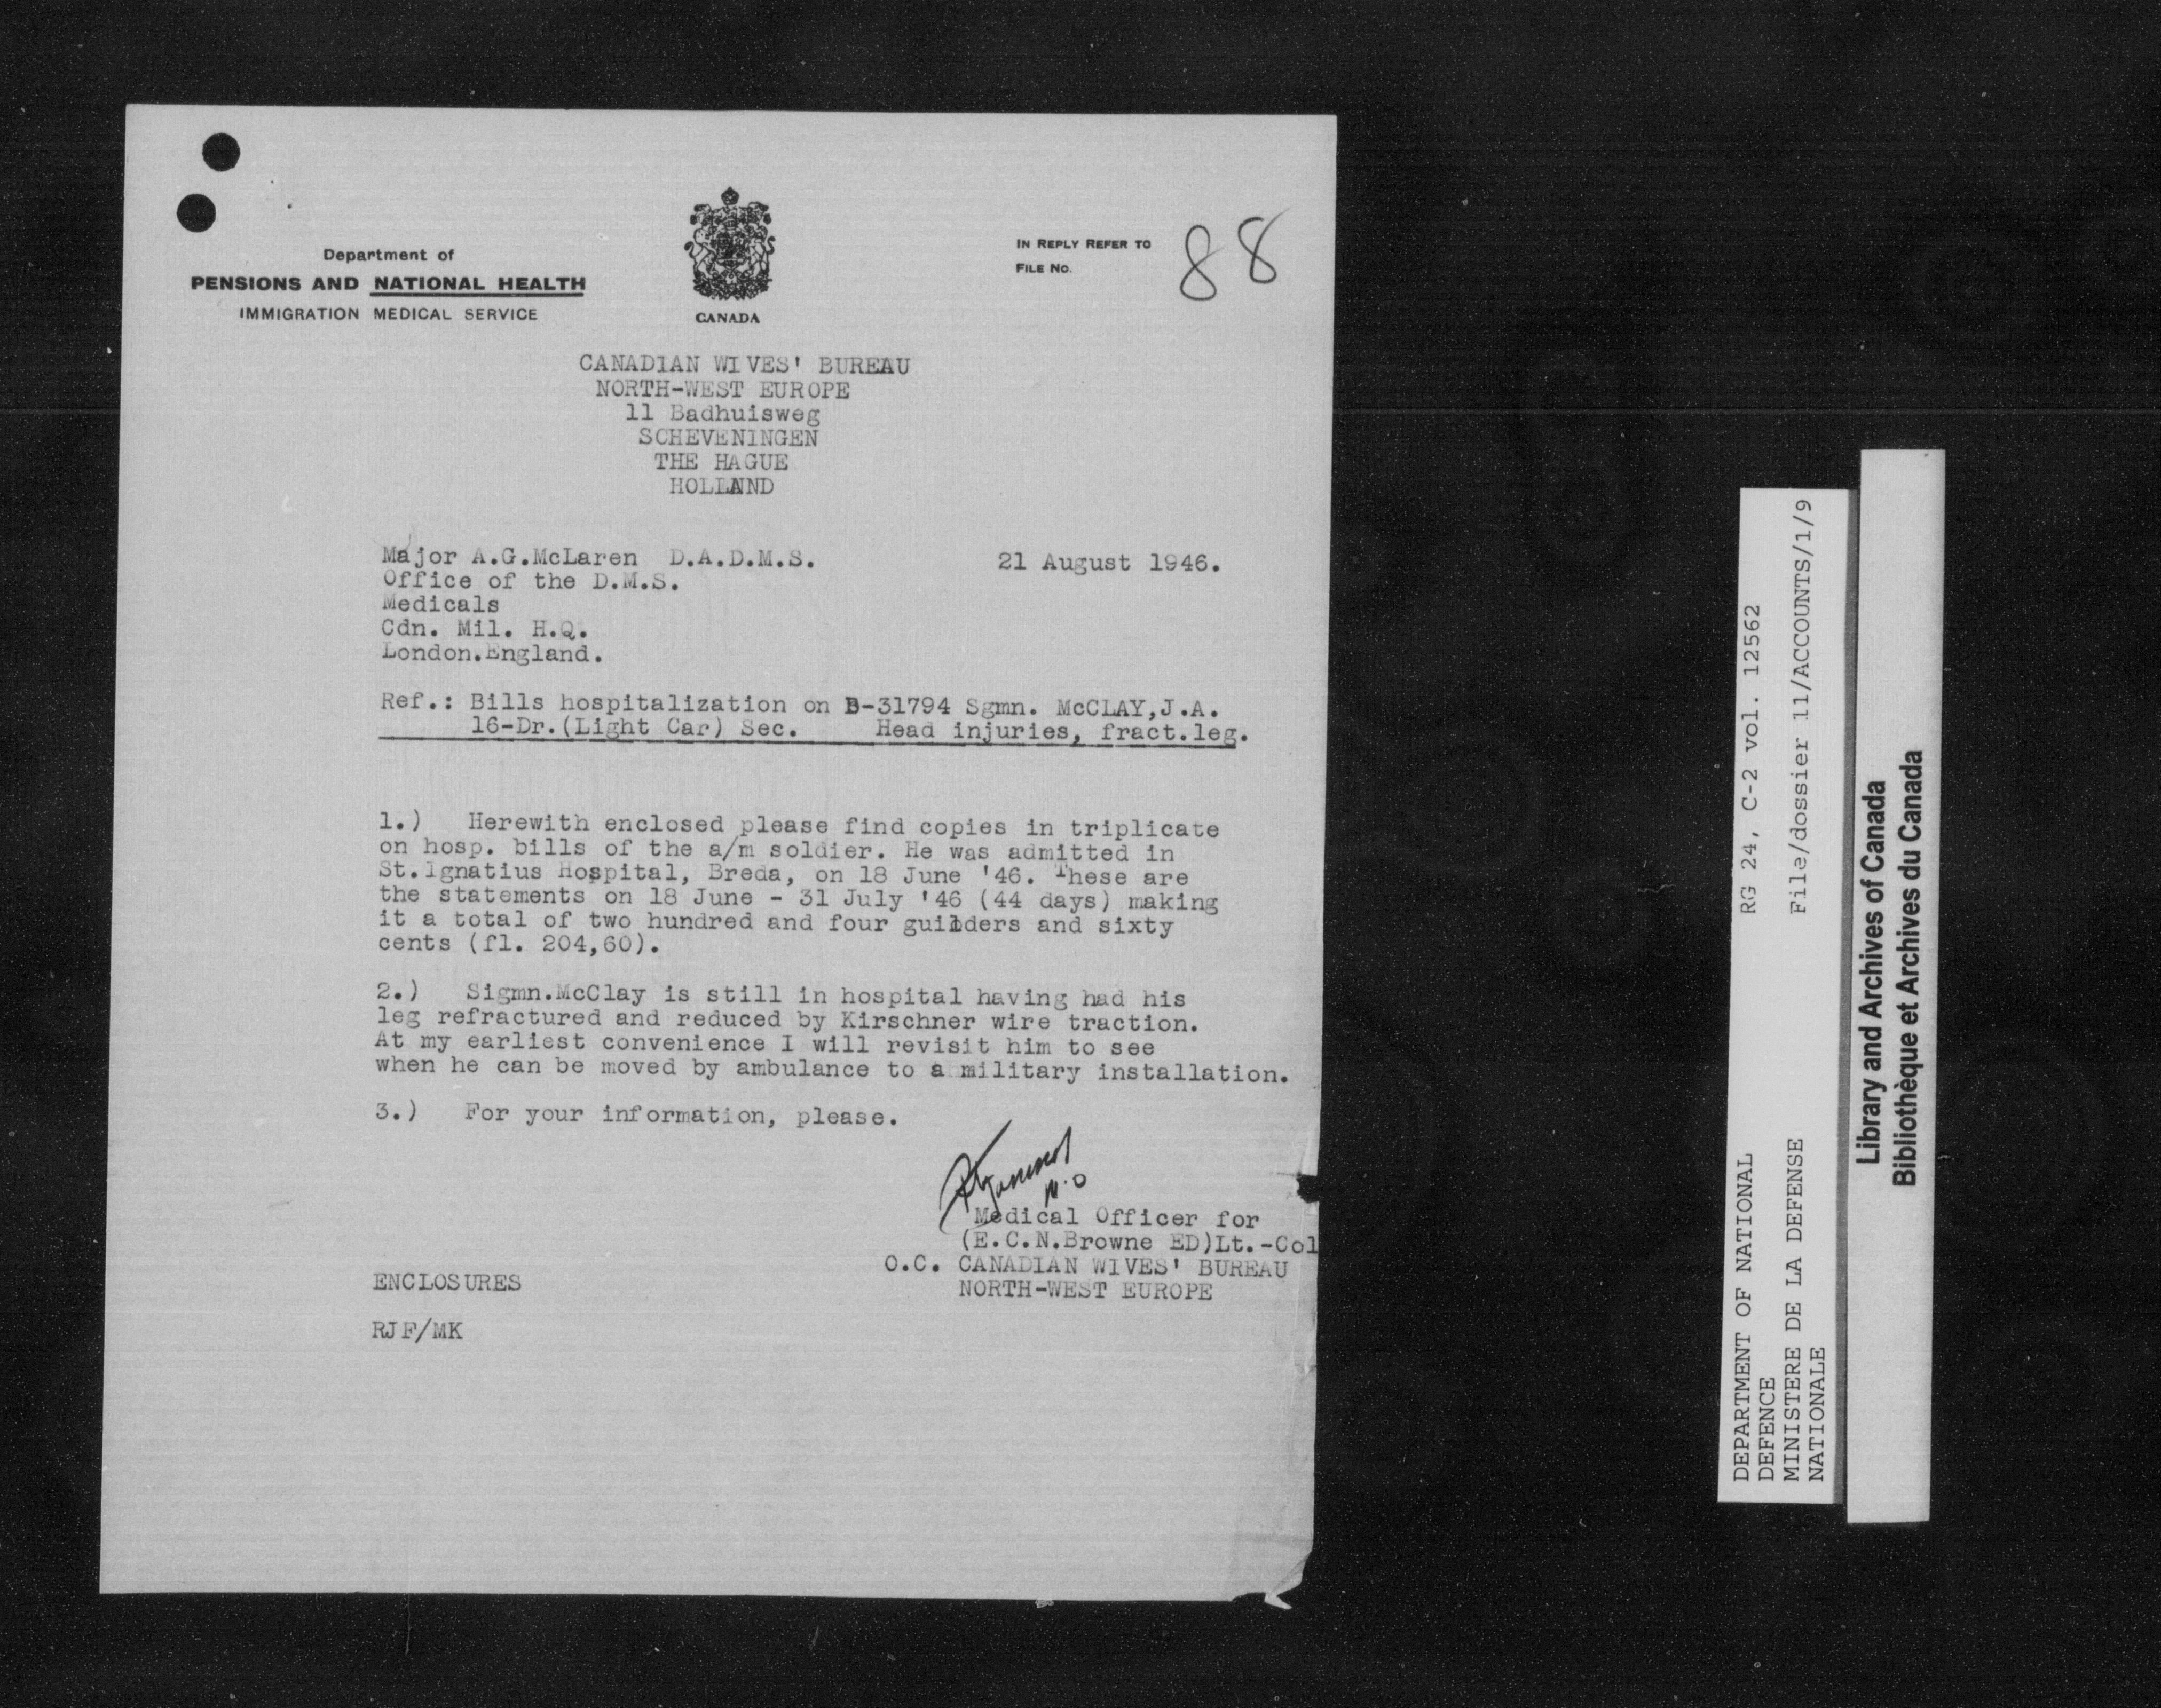 Department of
PENSIONS AND NATIONAL HEALTH
IMMIGRATION MEDICAL SERVICE
CANADA
IN REPLY REFER TO
FILE NO.
88
CANADIAN WIVES' BUREAU
NORTH-WEST EUROPE
11 Badhuisweg
SCHEVENINGEN
THE HAGUE
HOLLAND
Major A.G.McLaren D.A.D.M.S. 21 August 1946.
Office of the D.M.S.
Medicals
Cdn. Mil. H.Q.
London.England.
Ref.: Bills hospitalization on B-31794 Sgmn. McCLAY,J.A.
16-Dr.(Light Car) Sec. Head injuries, fract.leg.
1.) Herewith enclosed please find copies in triplicate
on hosp. bills of the a/m soldier. He was admitted in
St.Ignatius Hospital, Breda, on 18 June '46. These are
the statements on 18 June - 31 July '46 (44 days) making
it a total of two hundred and four guilders and sixty
cents (fl. 204,60).
2.) Sigmn.McClay is still in hospital having had his
leg refractured and reduced by Kirschner wire traction.
At my earliest convenience I will revisit him to see
when he can be moved by ambulance to a military installation.
3.) For your information, please.
M.O
Medical Officer for
(E.C.N.Browne ED)Lt.-Col
O.C. CANADIAN WIVES' BUREAU
NORTH-WEST EUROPE
ENCLOSURES
RJF/MK
DEPARTMENT OF NATIONAL RG 24, C-2 vol. 12562
DEFENCE
MINISTERE DE LA DEFENSE File/dossier 11/ACCOUNTS/1/9
NATIONALE
Library and Archives of Canada
Bibliothèque et Archives du Canada